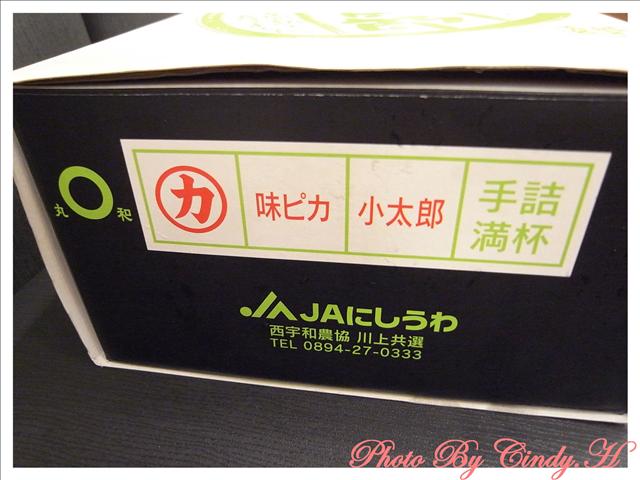 丸 和
カ
味ピカ
小太郎
手詰
満杯
JAにしうわ
西宇和農協 川上共選
TEL 0894-27-0333
Photo By Cindy.H